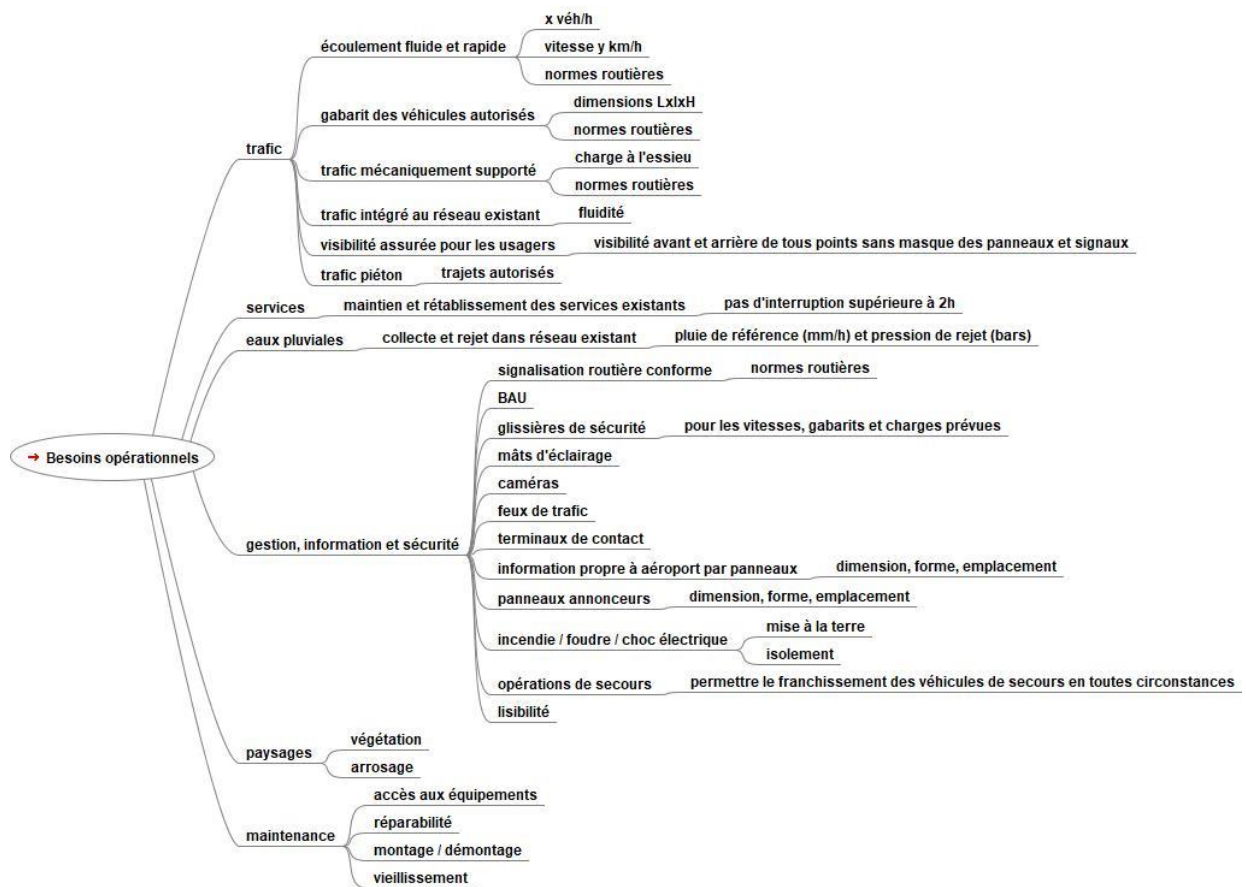 x véh/h
écoulement fluide et rapide
vitesse y km/h
normes routières
dimensions LxlxH
gabarit des véhicules autorisés
normes routières
trafic
charge à l'essieu
trafic mécaniquement supporté
normes routières
trafic intégré au réseau existant
fluidité
visibilité assurée pour les usagers
visibilité avant et arrière de tous points sans masque des panneaux et signaux
trafic piéton
trajets autorisés
services
maintien et rétablissement des services existants
pas d'interruption supérieure à 2h
eaux pluviales
collecte et rejet dans réseau existant
pluie de référence (mm/h) et pression de rejet (bars)
signalisation routière conforme
normes routières
BAU
glissières de sécurité
pour les vitesses, gabarits et charges prévues
Besoins opérationnels
mâts d'éclairage
caméras
feux de trafic
gestion, information et sécurité
terminaux de contact
information propre à aéroport par panneaux
dimension, forme, emplacement
panneaux annonceurs
dimension, forme, emplacement
incendie / foudre / choc électrique
mise à la terre
isolement
opérations de secours
permettre le franchissement des véhicules de secours en toutes circonstances
lisibilité
paysages
végétation
arrosage
accès aux équipements
réparabilité
maintenance
montage / démontage
vieillissement